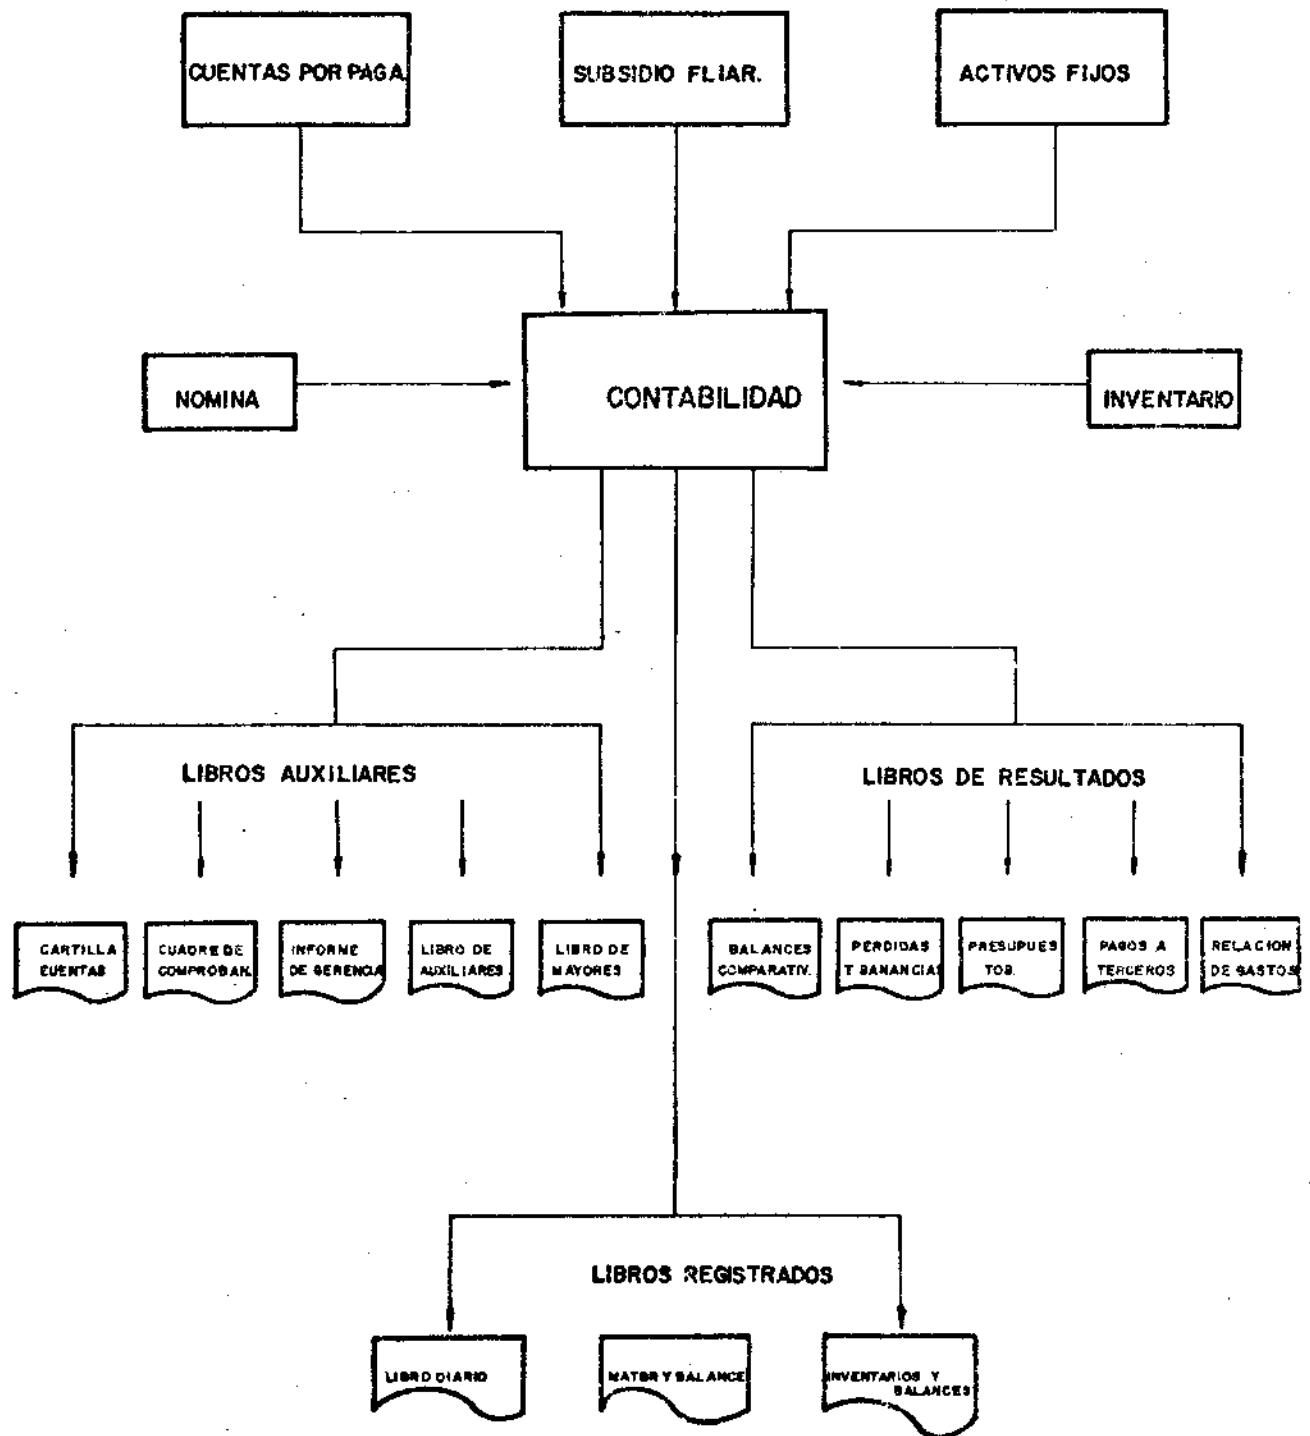 CUENTAS POR PAGA.
SUBSIDIO FLIAR.
ACTIVOS FIJOS
NOMINA
CONTABILIDAD
INVENTARIO
LIBROS AUXILIARES
LIBROS DE RESULTADOS
CARTILLA
CUENTAS
CUADRE DE
COMPROBAN.
INFORME
DE GERENCIA
LIBRO DE
AUXILIARES
LIBRO DE
MAYORES
BALANCES
COMPARATIV.
PERDIDAS
Y GANANCIAS
PRESUPUES
TOS.
PAGOS A
TERCEROS
RELACION
DE GASTOS
LIBROS REGISTRADOS
LIBRO DIARIO
MAYOR Y BALANCE
INVENTARIOS Y
BALANCES